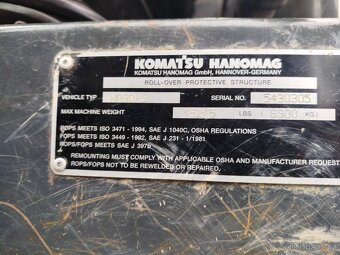 KOMATSU HANOMAG
KOMATSU HANOMAG GmbH, HANNOVER-GERMANY
ROLL-OVER PROTECTIVE STRUCTURE
VEHICLE TYP
SERIAL NO. S430305
MAX MACHINE WEIGHT LBS (6900 KG)
ROPS MEETS ISO 3471 - 1994, SAE J 1040C, OSHA REGULATIONS
FOPS MEETS ISO 3449 - 1992, SAE J 231 - 1/1981
ROPS/FOPS MEETS SAE J 397b
REMOUNTING MUST COMPLY WITH APPLICABLE OSHA AND MANUFACTURER REQUEST
ROPS/FOPS NOT TO BE REWELDED OR REPAIRED.